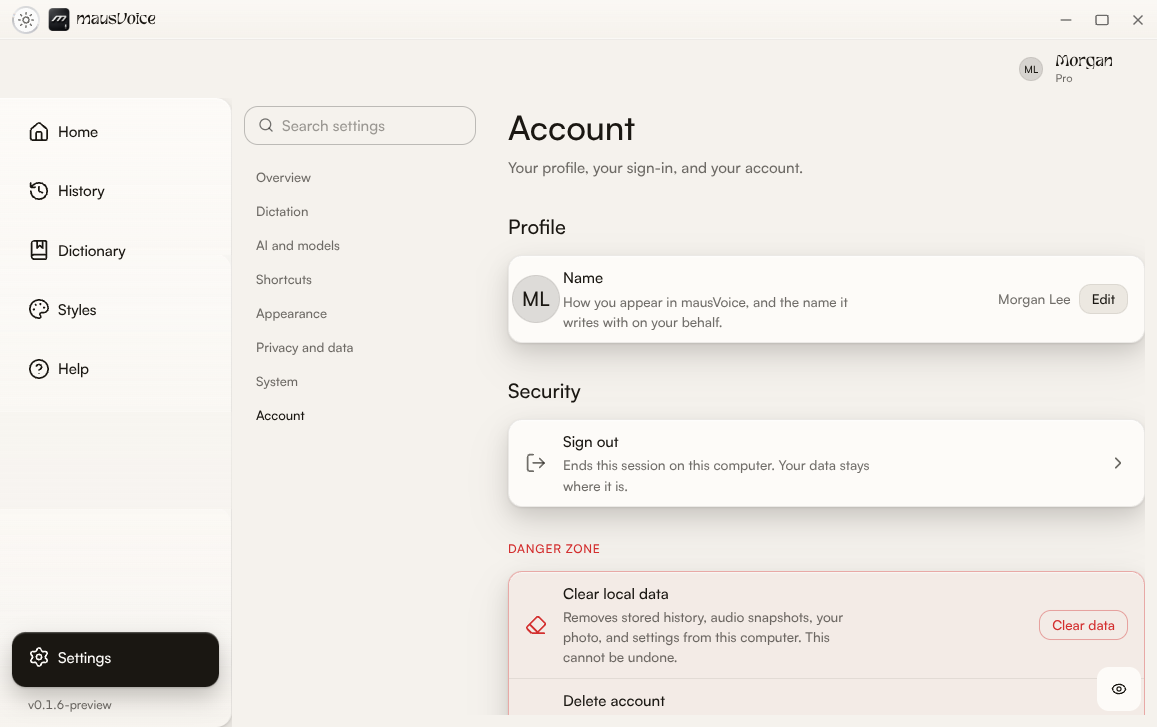 mausVoice
ML
Morgan
Pro
Home
History
Dictionary
Styles
Help
Settings
v0.1.6-preview
Search settings
Overview
Dictation
AI and models
Shortcuts
Appearance
Privacy and data
System
Account
Account
Your profile, your sign-in, and your account.
Profile
ML
Name
How you appear in mausVoice, and the name it
writes with on your behalf.
Morgan Lee
Edit
Security
Sign out
Ends this session on this computer. Your data stays
where it is.
DANGER ZONE
Clear local data
Removes stored history, audio snapshots, your
photo, and settings from this computer. This
cannot be undone.
Clear data
Delete account